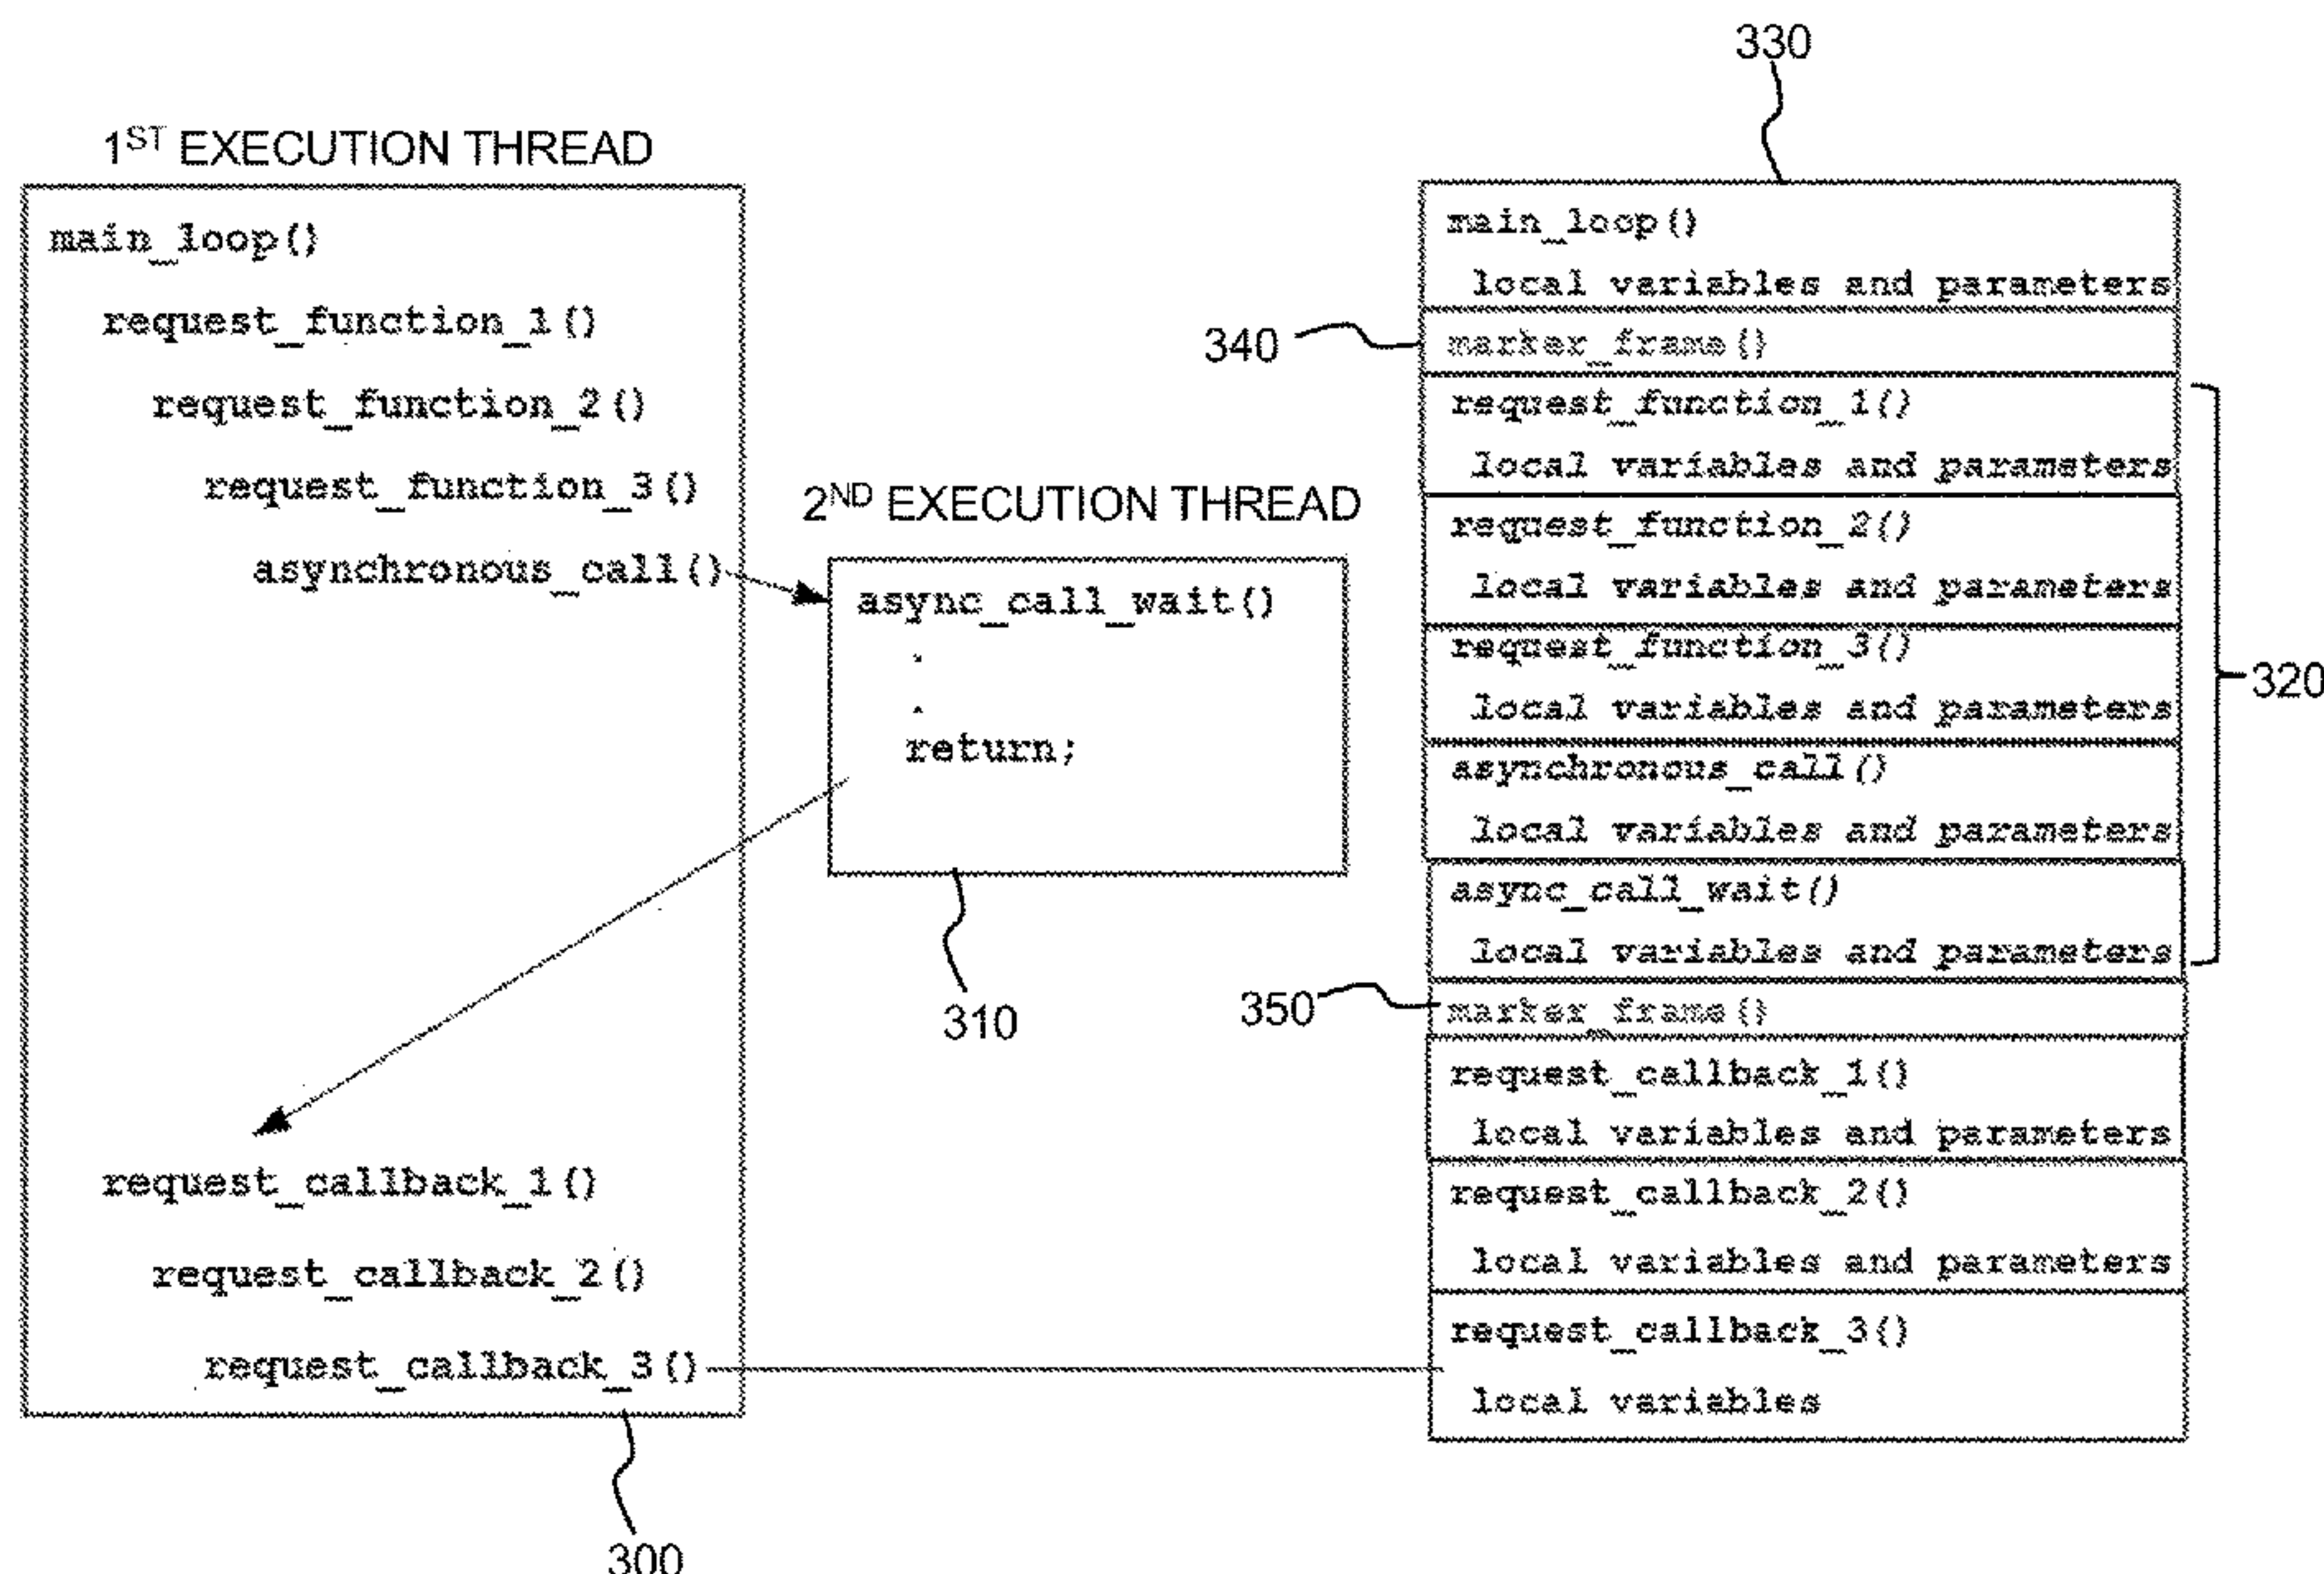 1ST EXECUTION THREAD
main_loop()
request_function_1()
request_function_2()
request_function_3()
asynchronous_call()
request_callback_1()
request_callback_2()
request_callback_3()
300
2ND EXECUTION THREAD
async_call_wait()
.
.
return;
310
330
main_loop()
local variables and parameters
340
marker_frame()
request_function_1()
local variables and parameters
request_function_2()
local variables and parameters
request_function_3()
local variables and parameters
asynchronous_call()
local variables and parameters
async_call_wait()
local variables and parameters
320
350
marker_frame()
request_callback_1()
local variables and parameters
request_callback_2()
local variables and parameters
request_callback_3()
local variables